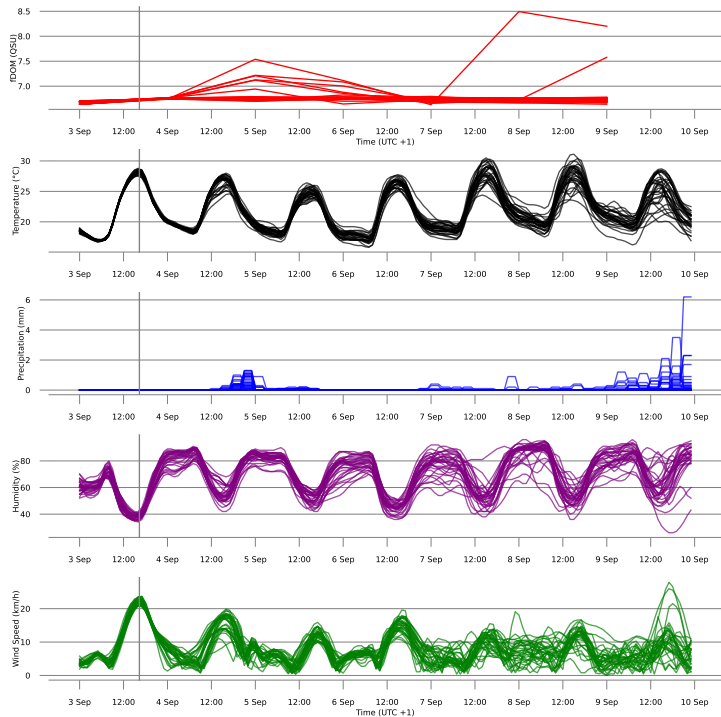 fDOM (QSU)
8.5
8.0
7.5
7.0
3 Sep 12:00 4 Sep 12:00 5 Sep 12:00 6 Sep 12:00 7 Sep 12:00 8 Sep 12:00 9 Sep 12:00 10 Sep
Time (UTC +1)
Temperature (°C)
30
25
20
3 Sep 12:00 4 Sep 12:00 5 Sep 12:00 6 Sep 12:00 7 Sep 12:00 8 Sep 12:00 9 Sep 12:00 10 Sep
Precipitation (mm)
6
4
2
0
3 Sep 12:00 4 Sep 12:00 5 Sep 12:00 6 Sep 12:00 7 Sep 12:00 8 Sep 12:00 9 Sep 12:00 10 Sep
Humidity (%)
80
60
40
3 Sep 12:00 4 Sep 12:00 5 Sep 12:00 6 Sep 12:00 7 Sep 12:00 8 Sep 12:00 9 Sep 12:00 10 Sep
Wind Speed (km/h)
20
10
0
3 Sep 12:00 4 Sep 12:00 5 Sep 12:00 6 Sep 12:00 7 Sep 12:00 8 Sep 12:00 9 Sep 12:00 10 Sep
Time (UTC +1)